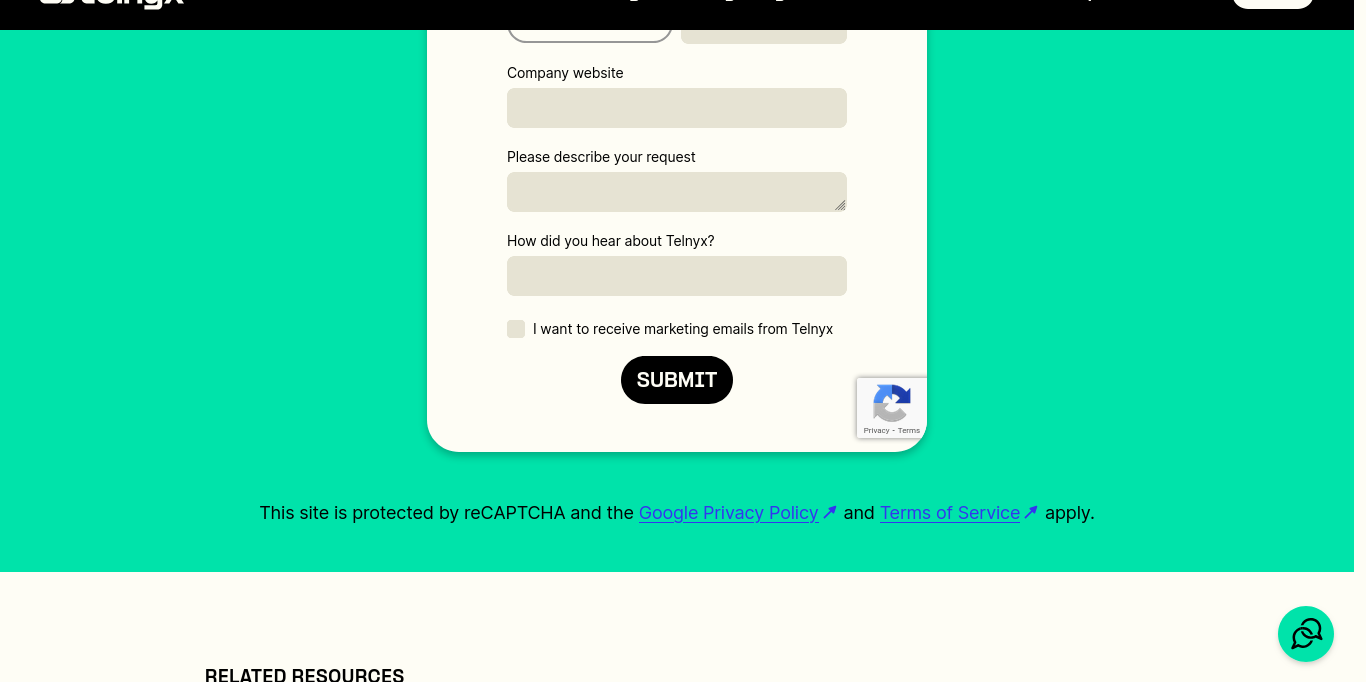 telnyx
Company website
Please describe your request
How did you hear about Telnyx?
I want to receive marketing emails from Telnyx
SUBMIT
Privacy - Terms
This site is protected by reCAPTCHA and the Google Privacy Policy and Terms of Service apply.
RELATED RESOURCES